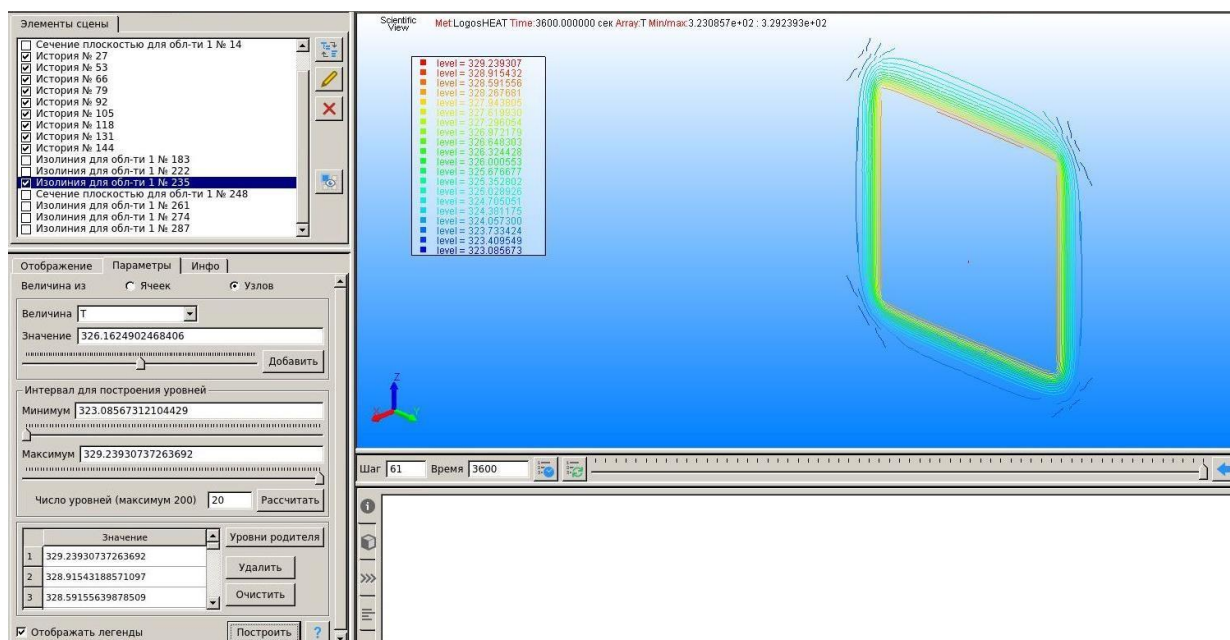 Элементы сцены
Сечение плоскостью для обл-ти 1 № 14
История № 27
История № 53
История № 66
История № 79
История № 92
История № 105
История № 118
История № 131
История № 144
Изолиния для обл-ти 1 № 183
Изолиния для обл-ти 1 № 222
Изолиния для обл-ти 1 № 235
Сечение плоскостью для обл-ти 1 № 248
Изолиния для обл-ти 1 № 261
Изолиния для обл-ти 1 № 274
Изолиния для обл-ти 1 № 287
Отображение Параметры Инфо
Величина из Ячеек Узлов
Величина T
Значение 326.1624902468406
Добавить
Интервал для построения уровней
Минимум 323.08567312104429
Максимум 329.23930737263692
Число уровней (максимум 200) 20 Рассчитать
Значение
1 329.23930737263692
2 328.91543188571097
3 328.59155639878509
Уровни родителя
Удалить
Очистить
Отображать легенды Построить ?
Scientific View
Met:LogosHEAT Time:3600.000000 сек Array:T Min/max:3.230857e+02 : 3.292393e+02
level = 329.239307
level = 328.915432
level = 328.591556
level = 328.267681
level = 327.943805
level = 327.619930
level = 327.296054
level = 326.972179
level = 326.648303
level = 326.324428
level = 326.000553
level = 325.676677
level = 325.352802
level = 325.028926
level = 324.705051
level = 324.381175
level = 324.057300
level = 323.733424
level = 323.409549
level = 323.085673
Z
X
Y
Шаг 61 Время 3600